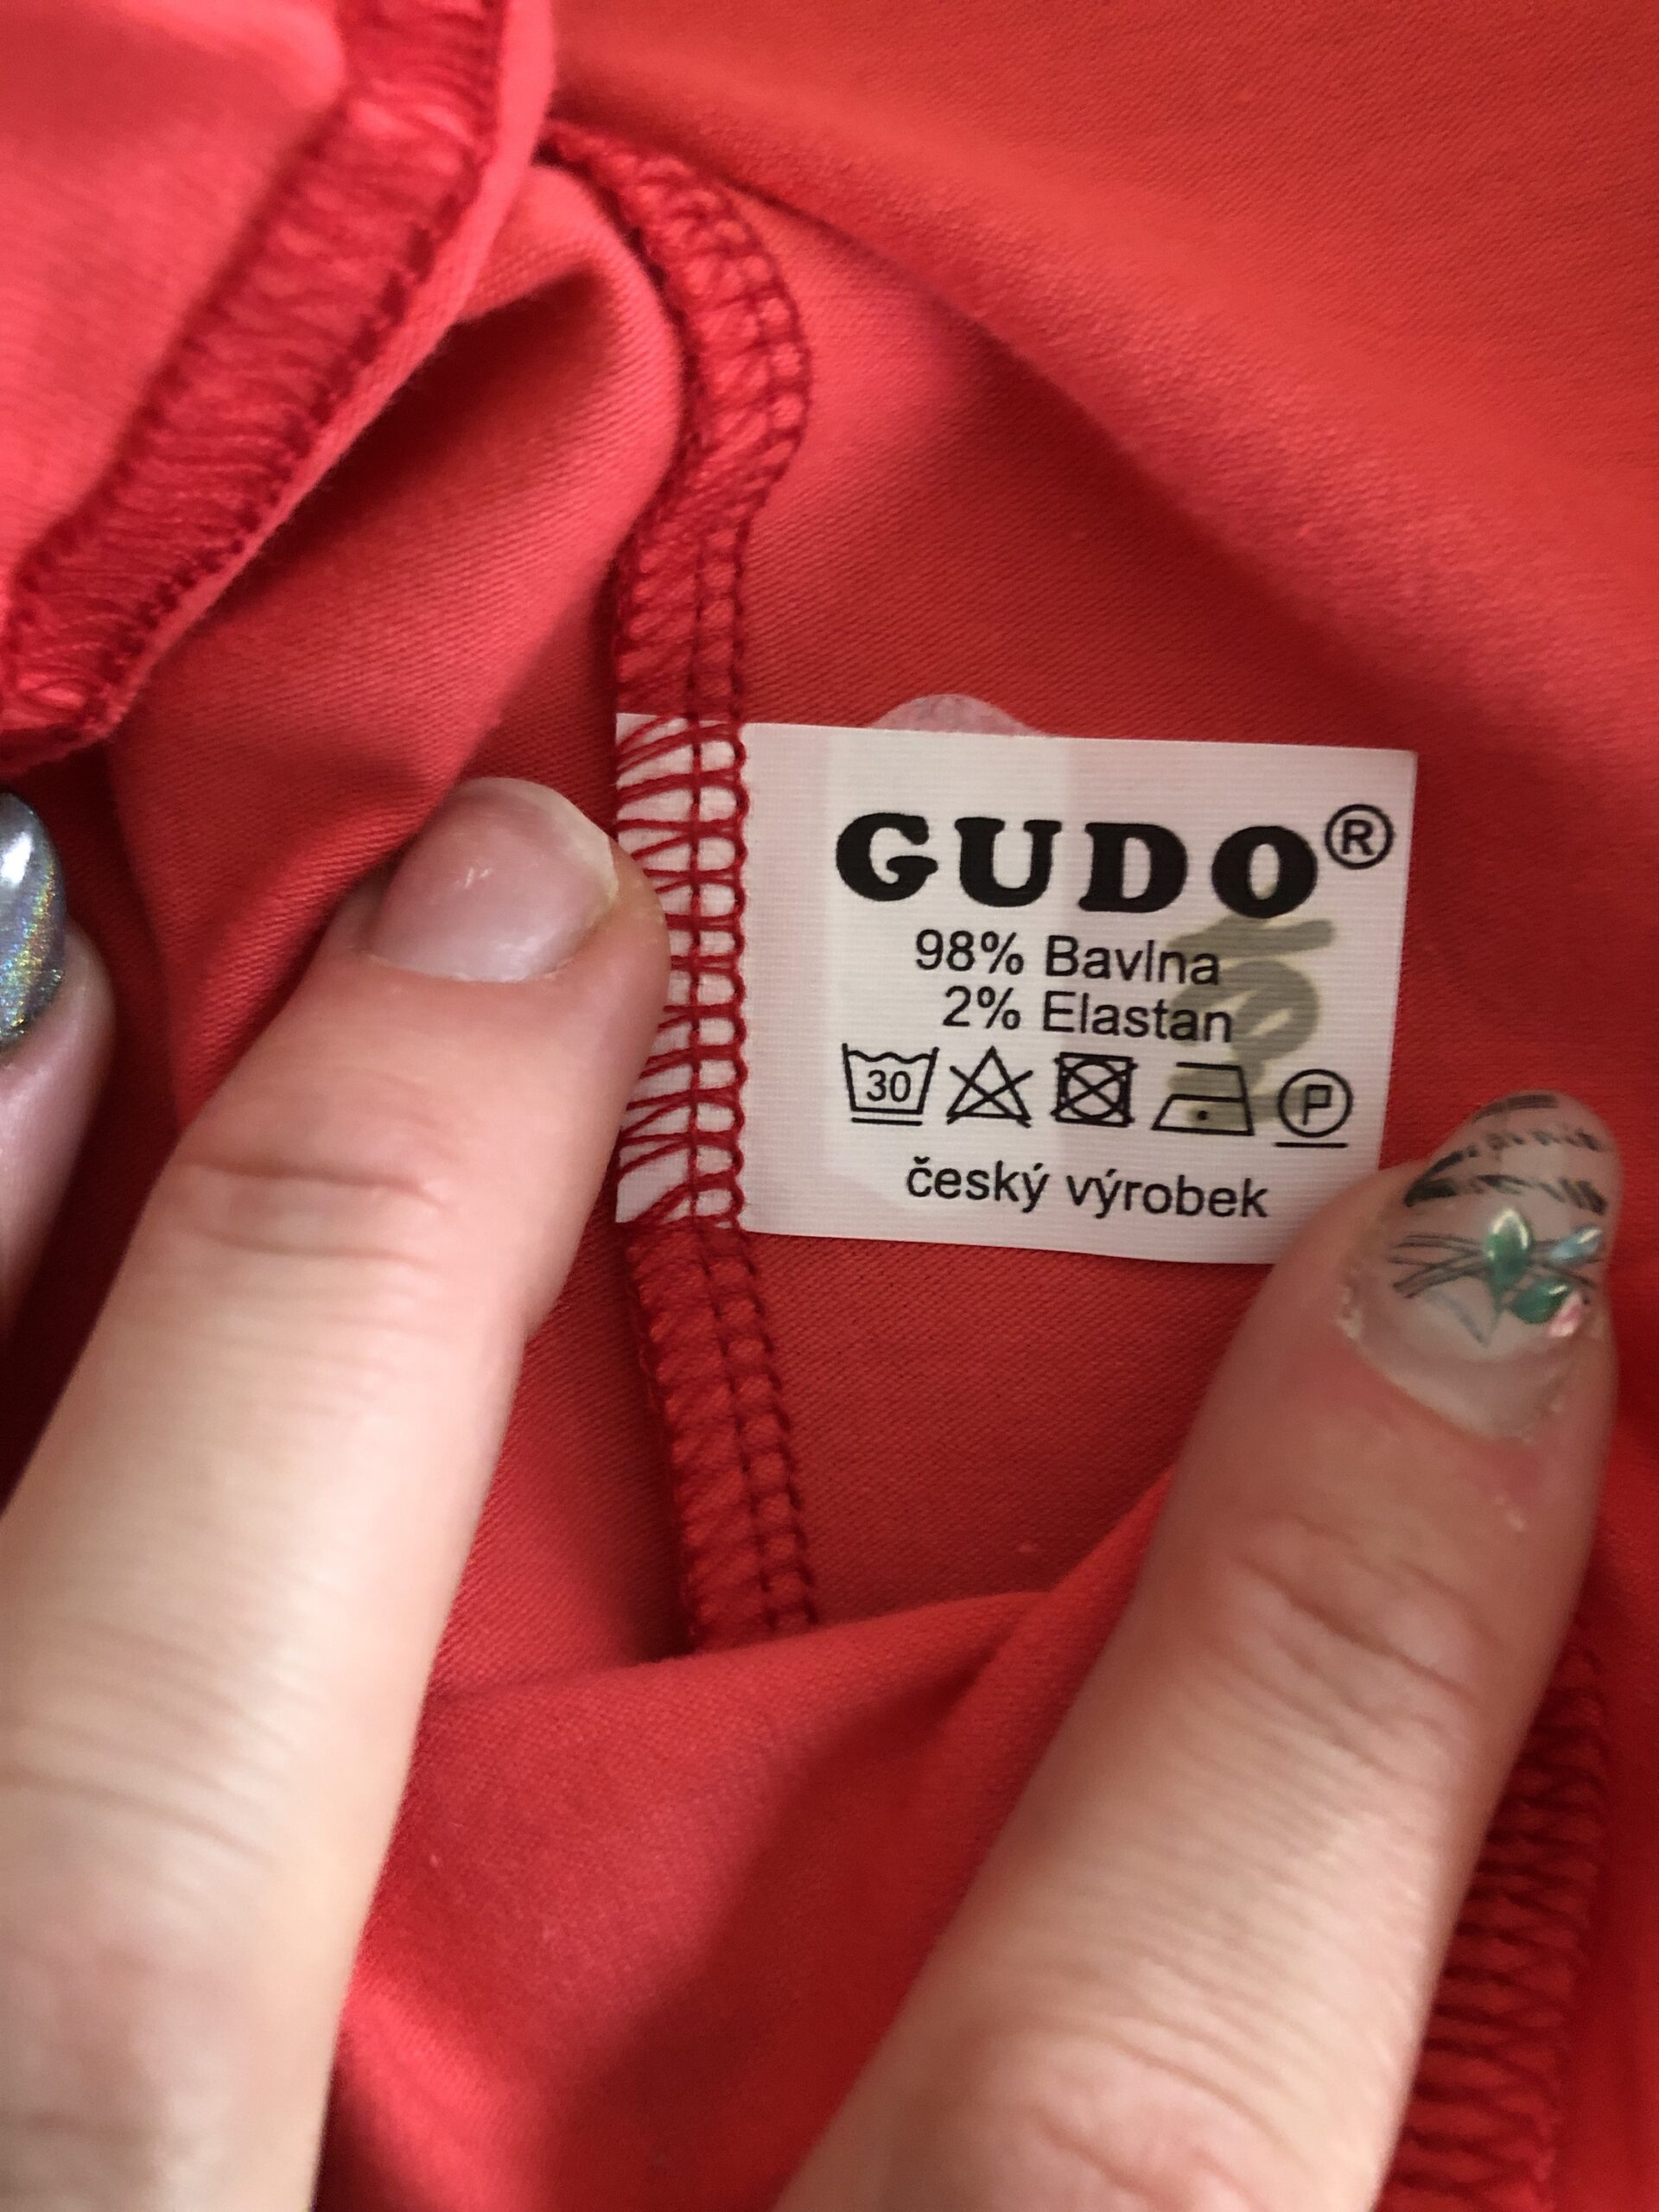 GUDO®
98% Bavlna
2% Elastan
30 P
český výrobek